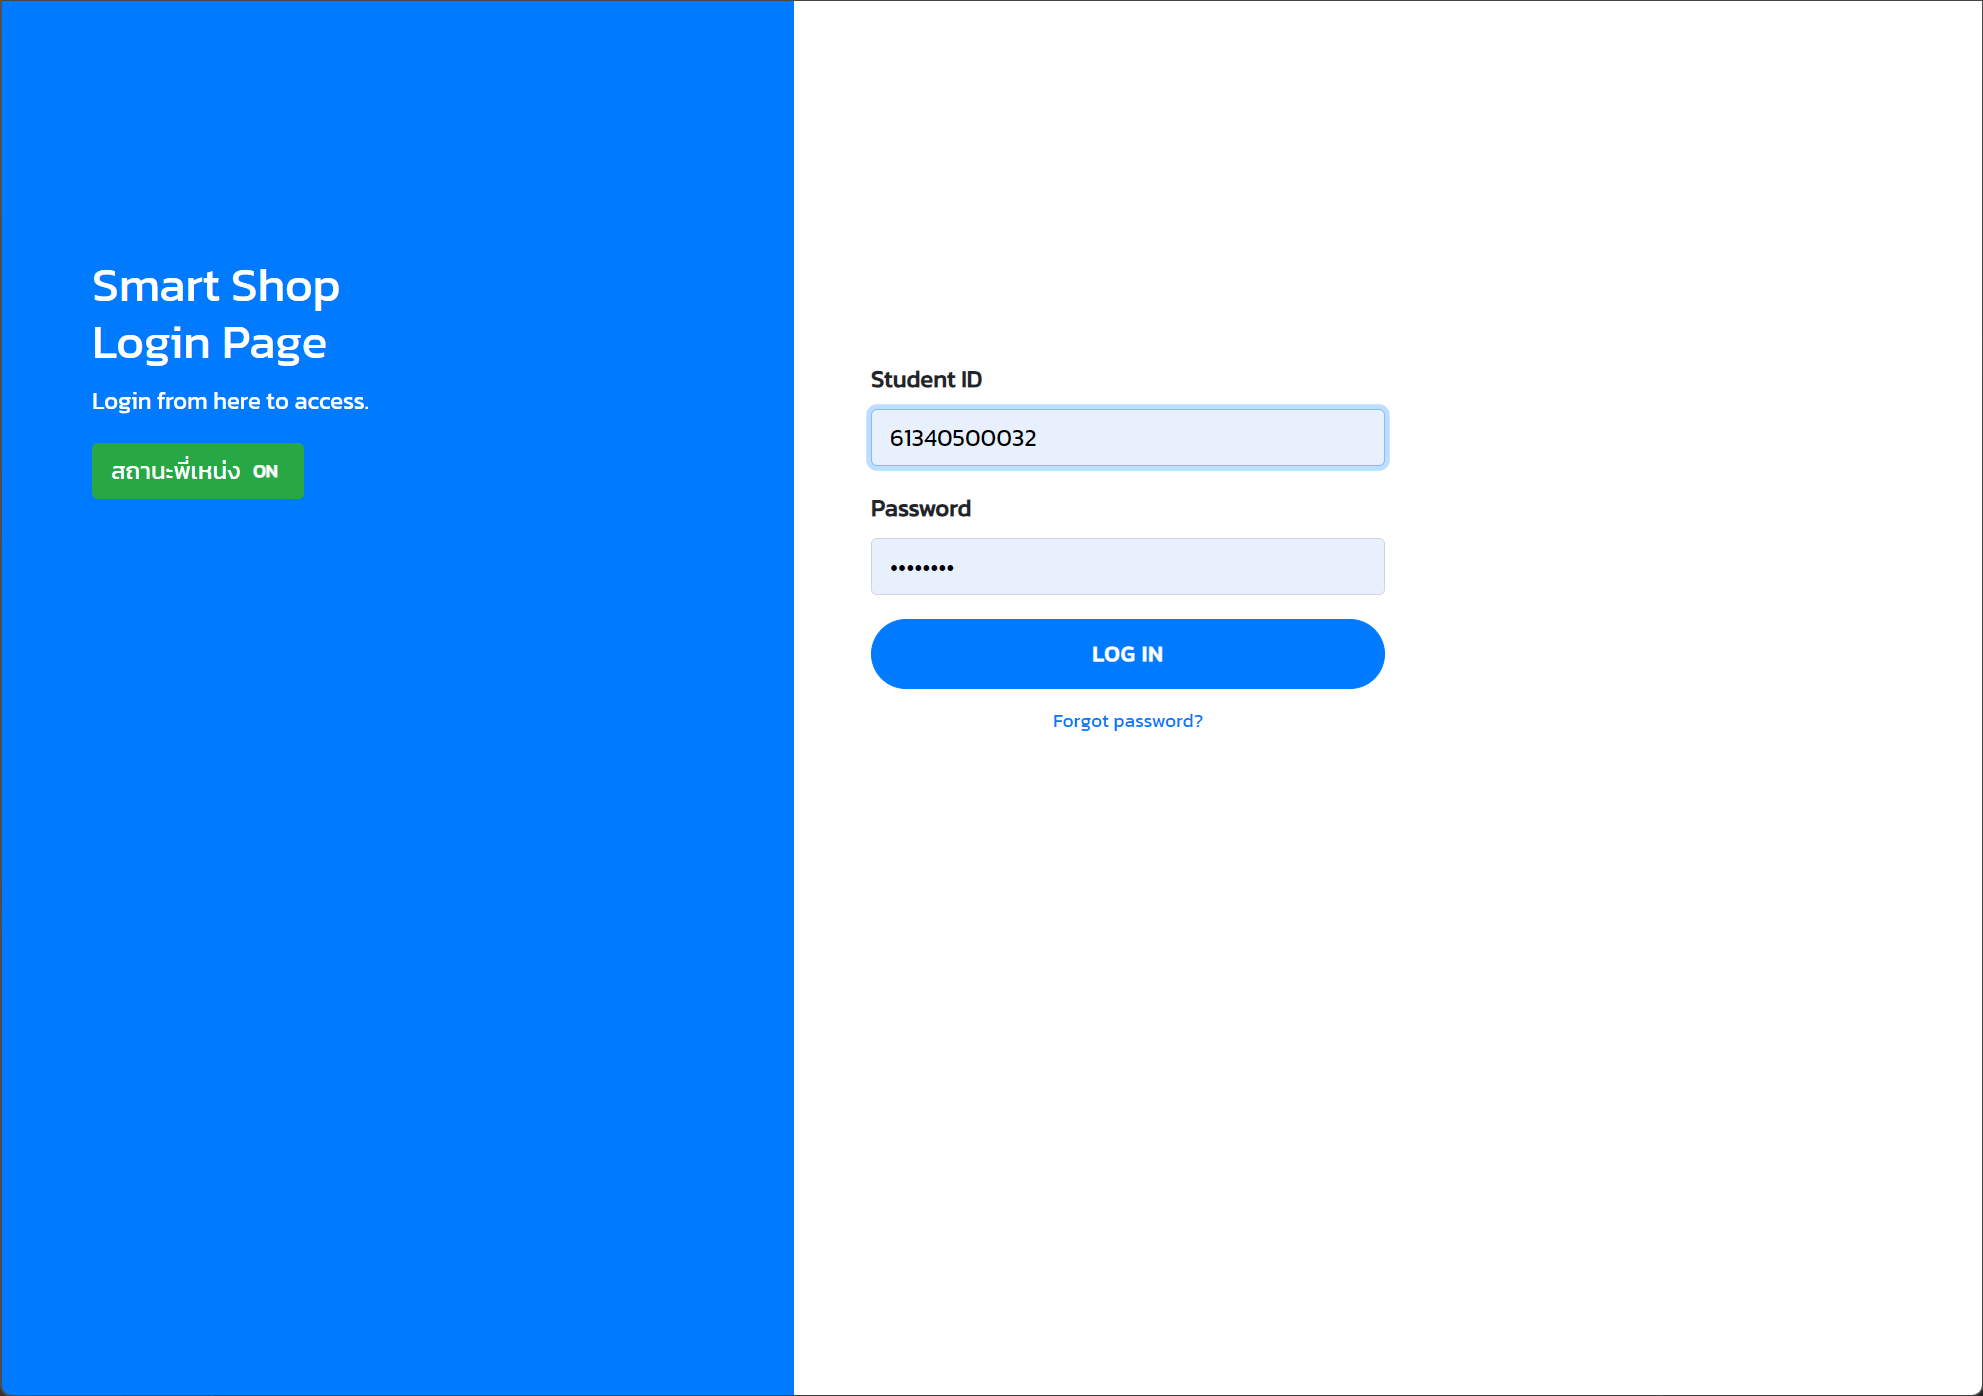 Smart Shop
Login Page
Login from here to access.
สถานะพี่เหน่ง ON
Student ID
61340500032
Password
••••••••
LOG IN
Forgot password?